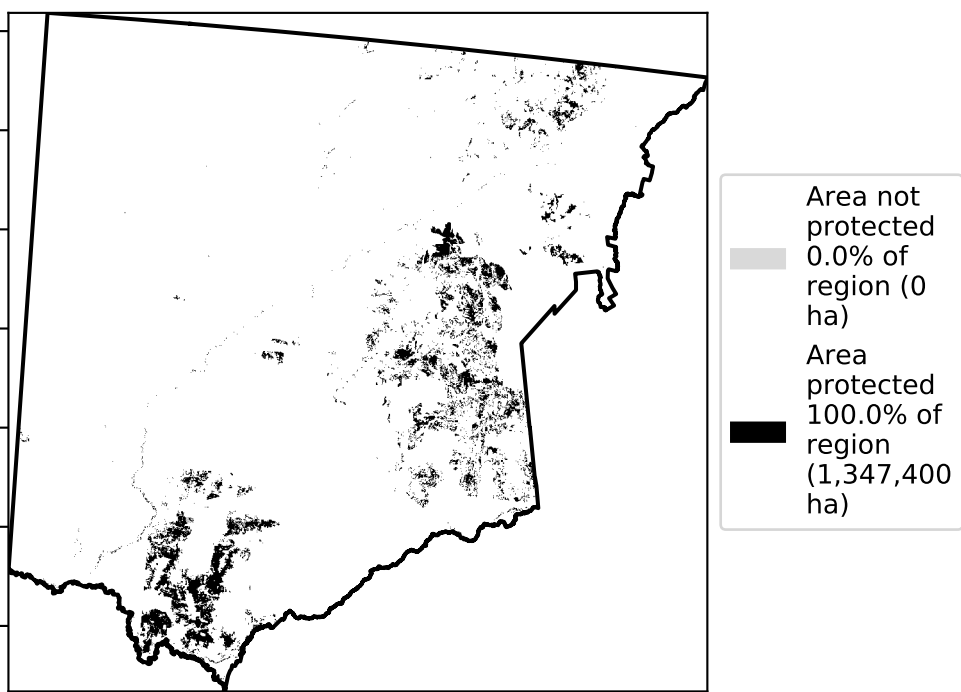 Area not
protected
0.0% of
region (0
ha)
Area
protected
100.0% of
region
(1,347,400
ha)